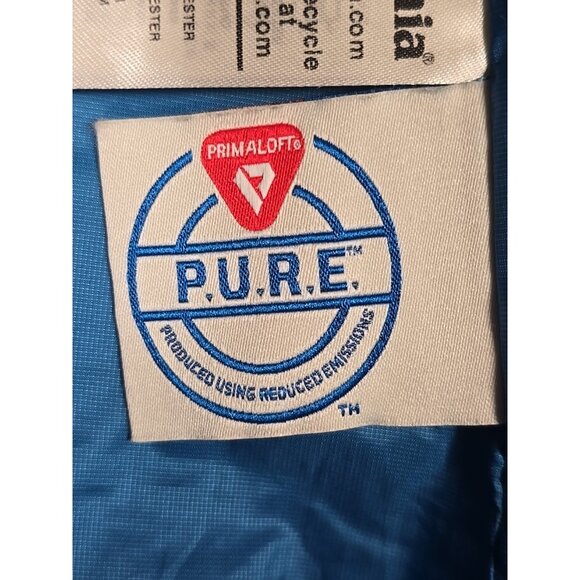 nia®
.com
ecycle
at
.com
ESTER
ESTER
PRIMALOFT®
P.U.R.E.™
PRODUCED USING REDUCED EMISSIONS
TM